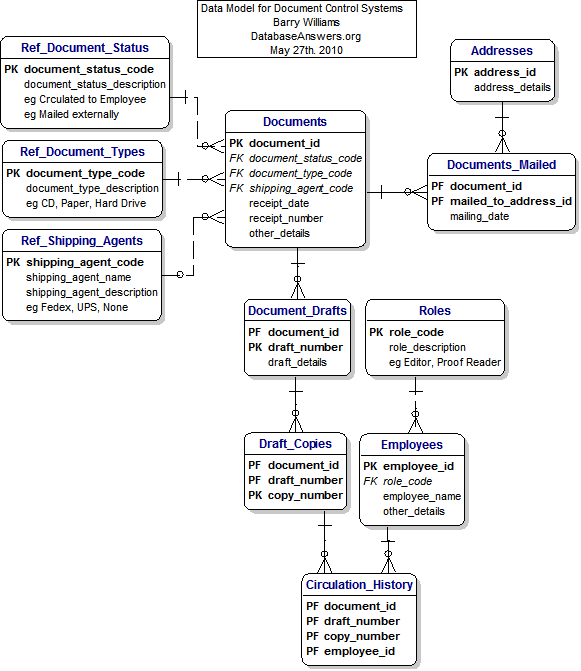 Data Model for Document Control Systems
Barry Williams
DatabaseAnswers.org
May 27th. 2010
Ref_Document_Status
PK document_status_code
document_status_description
eg Crculated to Employee
eg Mailed externally
Addresses
PK address_id
address_details
Documents
PK document_id
FK document_status_code
FK document_type_code
FK shipping_agent_code
receipt_date
receipt_number
other_details
Ref_Document_Types
PK document_type_code
document_type_description
eg CD, Paper, Hard Drive
Documents_Mailed
PF document_id
PF mailed_to_address_id
mailing_date
Ref_Shipping_Agents
PK shipping_agent_code
shipping_agent_name
shipping_agent_description
eg Fedex, UPS, None
Document_Drafts
PF document_id
PK draft_number
draft_details
Roles
PK role_code
role_description
eg Editor, Proof Reader
Draft_Copies
PF document_id
PF draft_number
PK copy_number
Employees
PK employee_id
FK role_code
employee_name
other_details
Circulation_History
PF document_id
PF draft_number
PF copy_number
PF employee_id